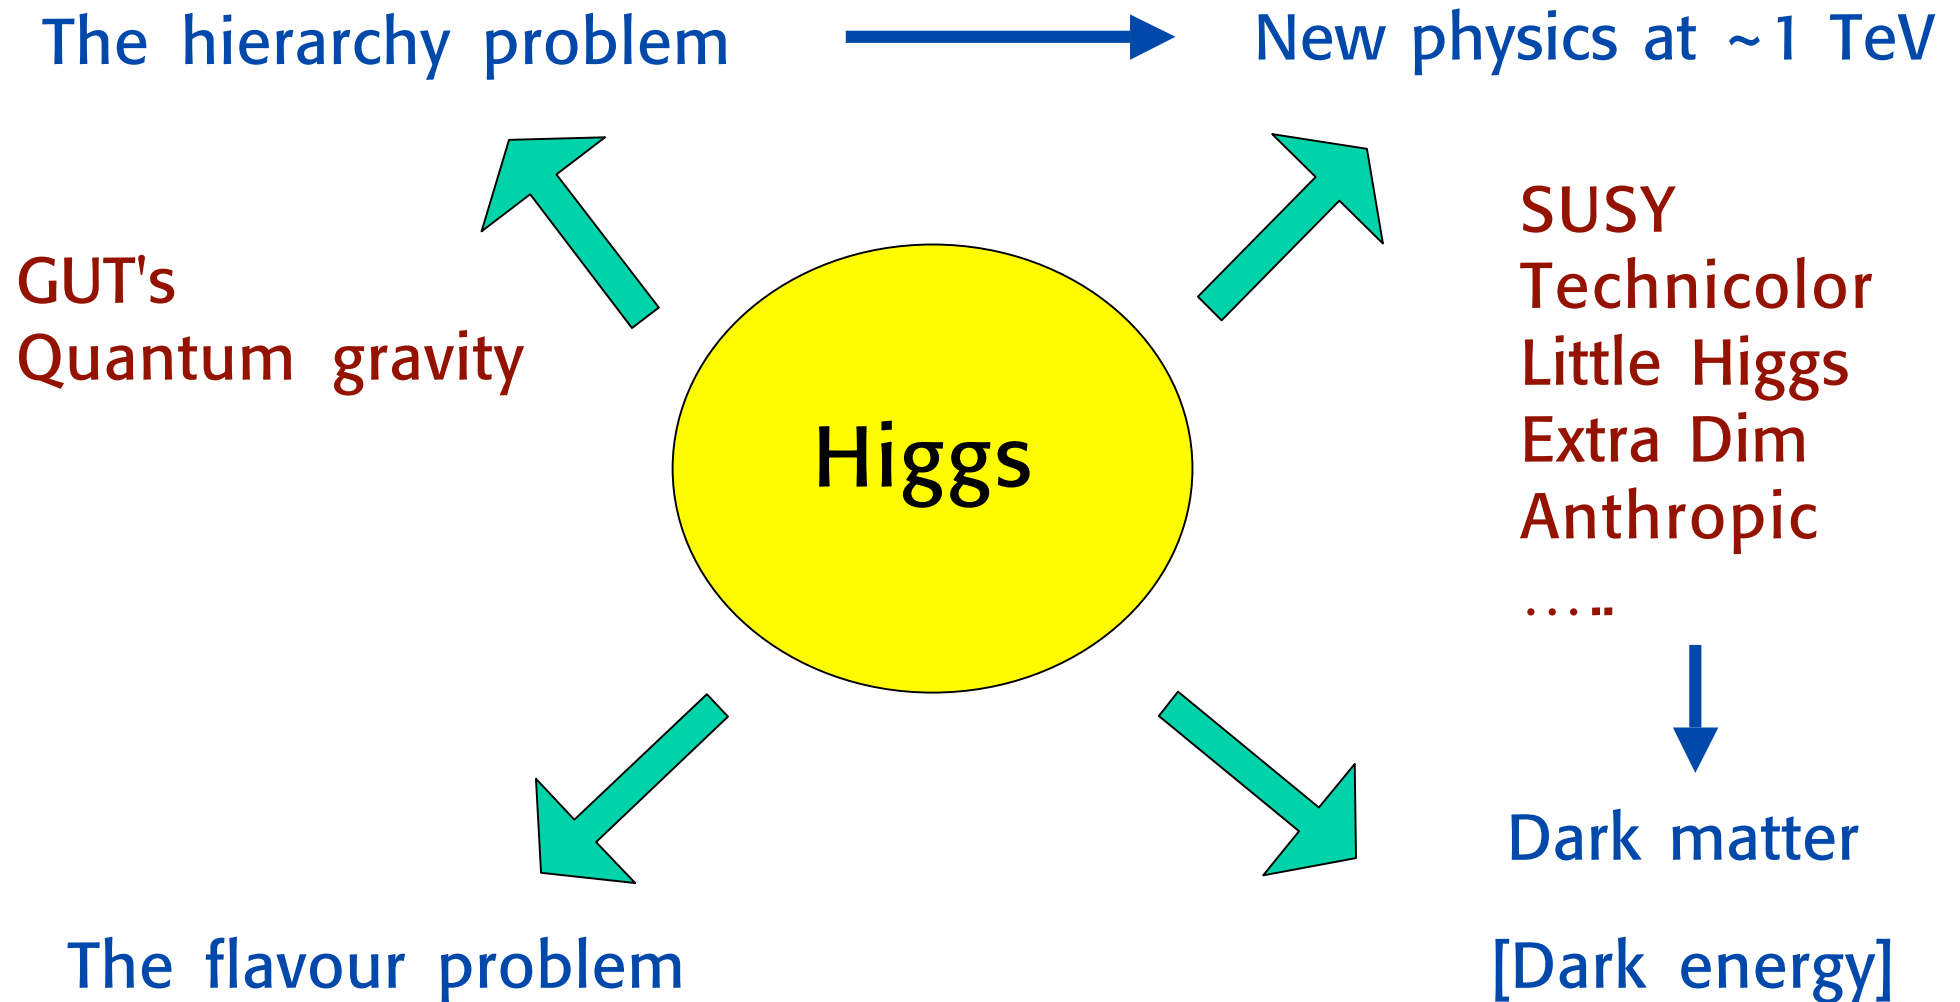 The hierarchy problem
New physics at ~1 TeV
GUT's
Quantum gravity
Higgs
SUSY
Technicolor
Little Higgs
Extra Dim
Anthropic
…..
Dark matter
The flavour problem
[Dark energy]